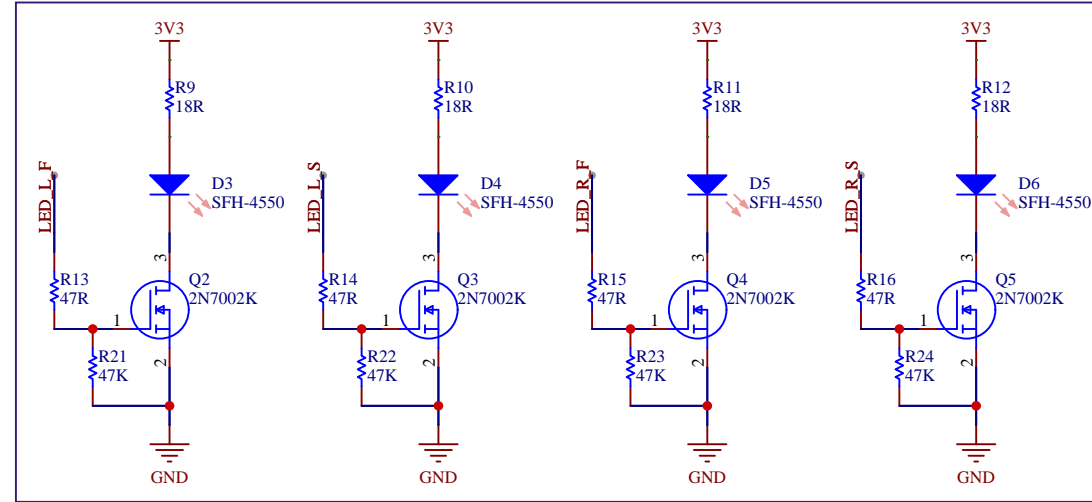 3V3 3V3 3V3 3V3
R9 R10 R11 R12
18R 18R 18R 18R
LED_L_F LED_L_S LED_R_F LED_R_S
D3 D4 D5 D6
SFH-4550 SFH-4550 SFH-4550 SFH-4550
3 3 3 3
R13 Q2 R14 Q3 R15 Q4 R16 Q5
47R 2N7002K 47R 2N7002K 47R 2N7002K 47R 2N7002K
1 1 1 1
R21 2 R22 2 R23 2 R24 2
47K 47K 47K 47K
GND GND GND GND